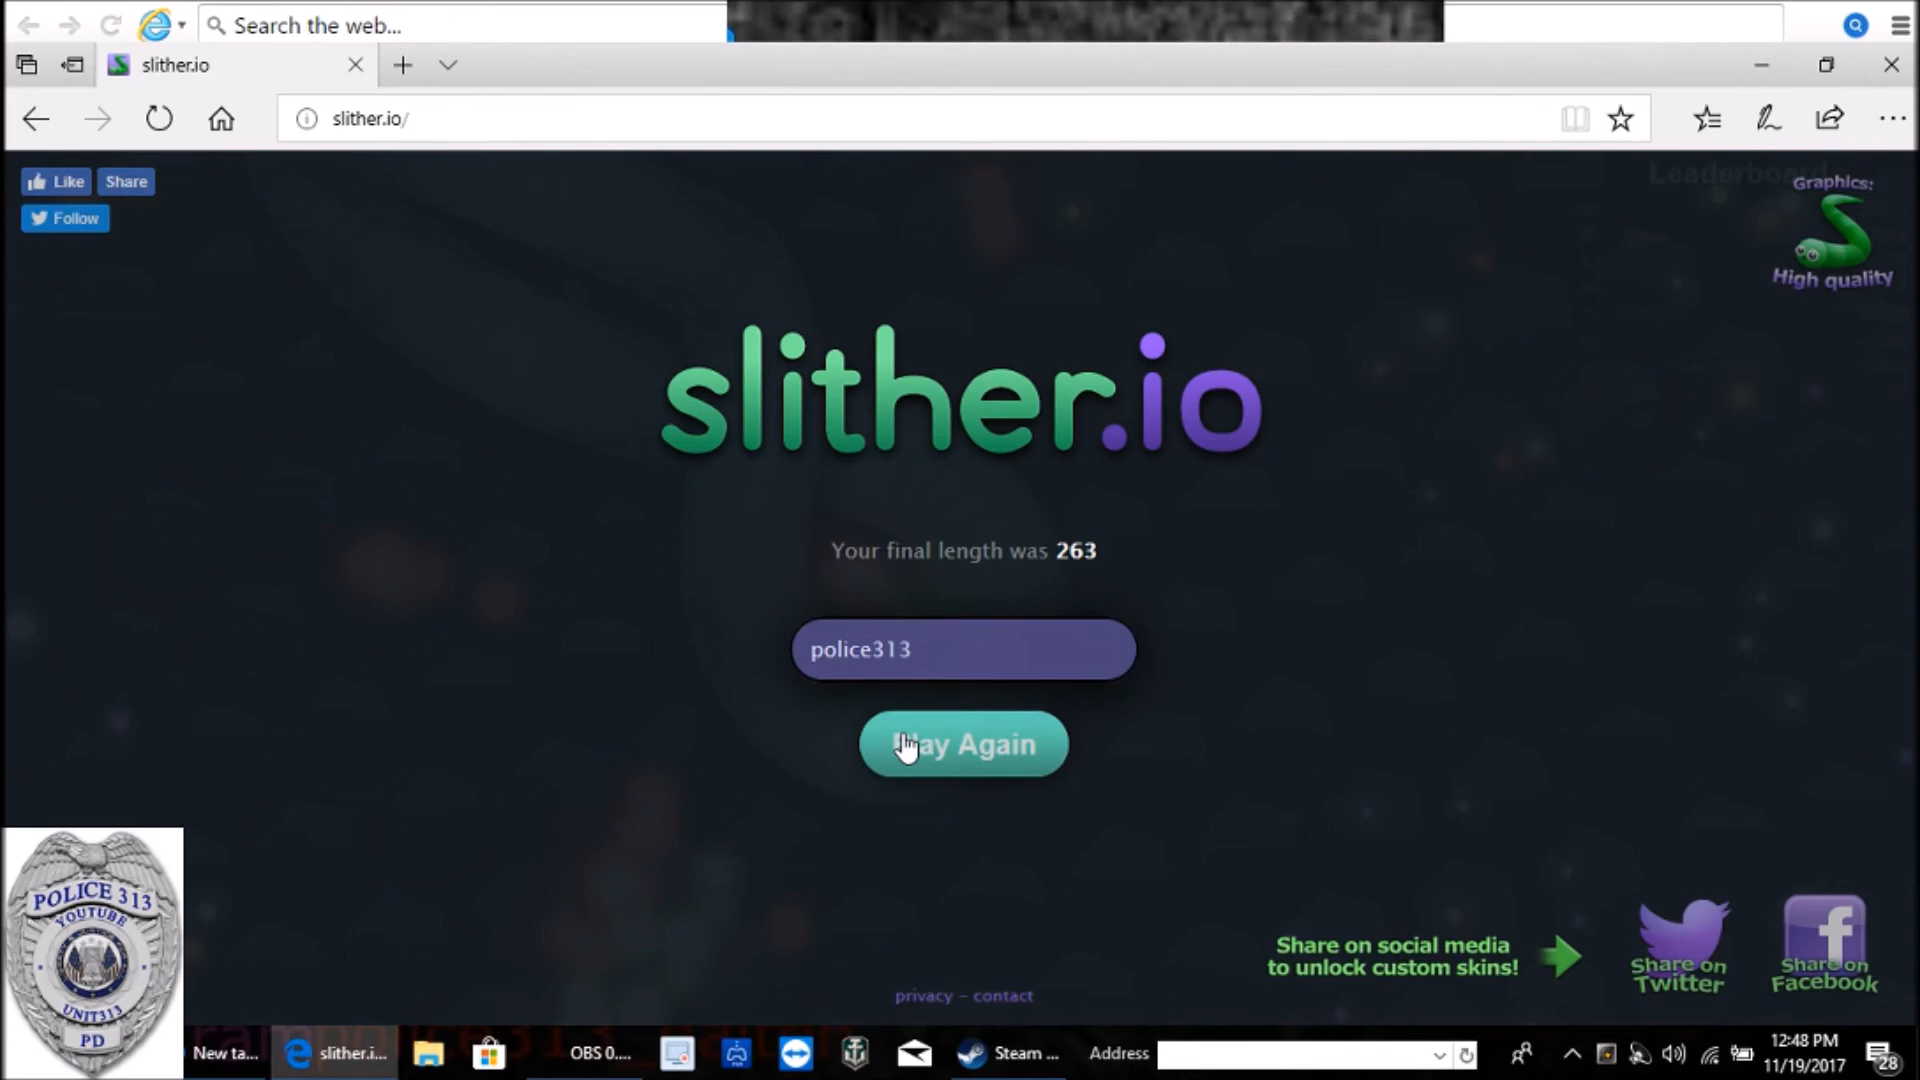 Search the web...
slither.io
slither.io/
Like Share
Follow
Leaderboard
Graphics:
High quality
slither.io
Your final length was 263
police313
Play Again
Share on social media
to unlock custom skins!
Share on
Twitter
Share on
Facebook
privacy – contact
POLICE 313
YOUTUBE
UNIT313
PD
New ta...
slither.i...
OBS 0....
Steam ...
Address
12:48 PM
11/19/2017
28